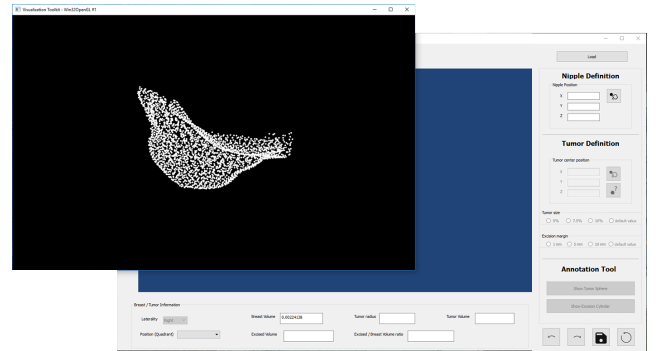 Visualization Toolkit - Win32OpenGL #1
Load
Nipple Definition
Nipple Position
X
Y
Z
Tumor Definition
Tumor center position
X
Y
Z
Tumor size
5% 7.5% 10% default value
Excision margin
1 mm 5 mm 10 mm default value
Annotation Tool
Show Tumor Sphere
Show Excision Cylinder
Breast / Tumor Information
Laterality Right Breast Volume 0.00224108 Tumor radius Tumor Volume
Position (Quadrant) Excised Volume Excised / Breast Volume ratio